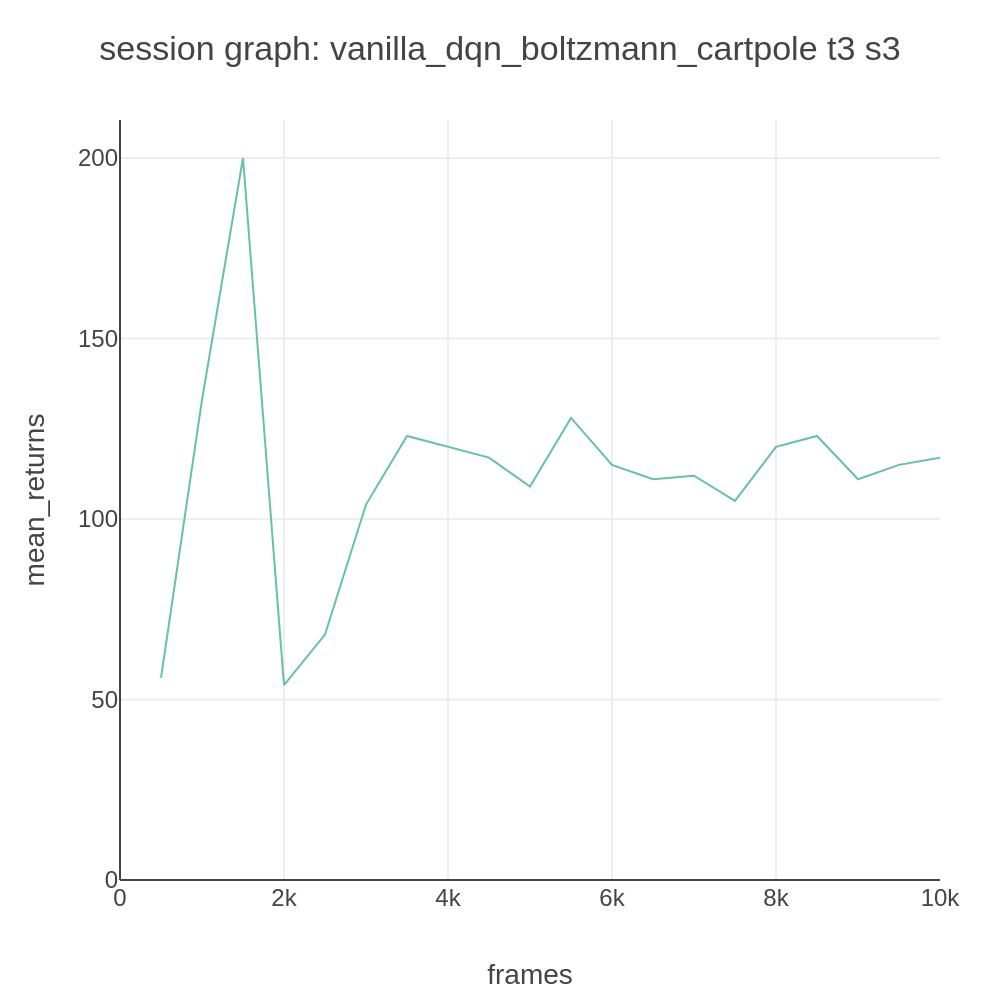 session graph: vanilla_dqn_boltzmann_cartpole t3 s3
mean_returns
200
150
100
50
0
0
2k
4k
6k
8k
10k
frames